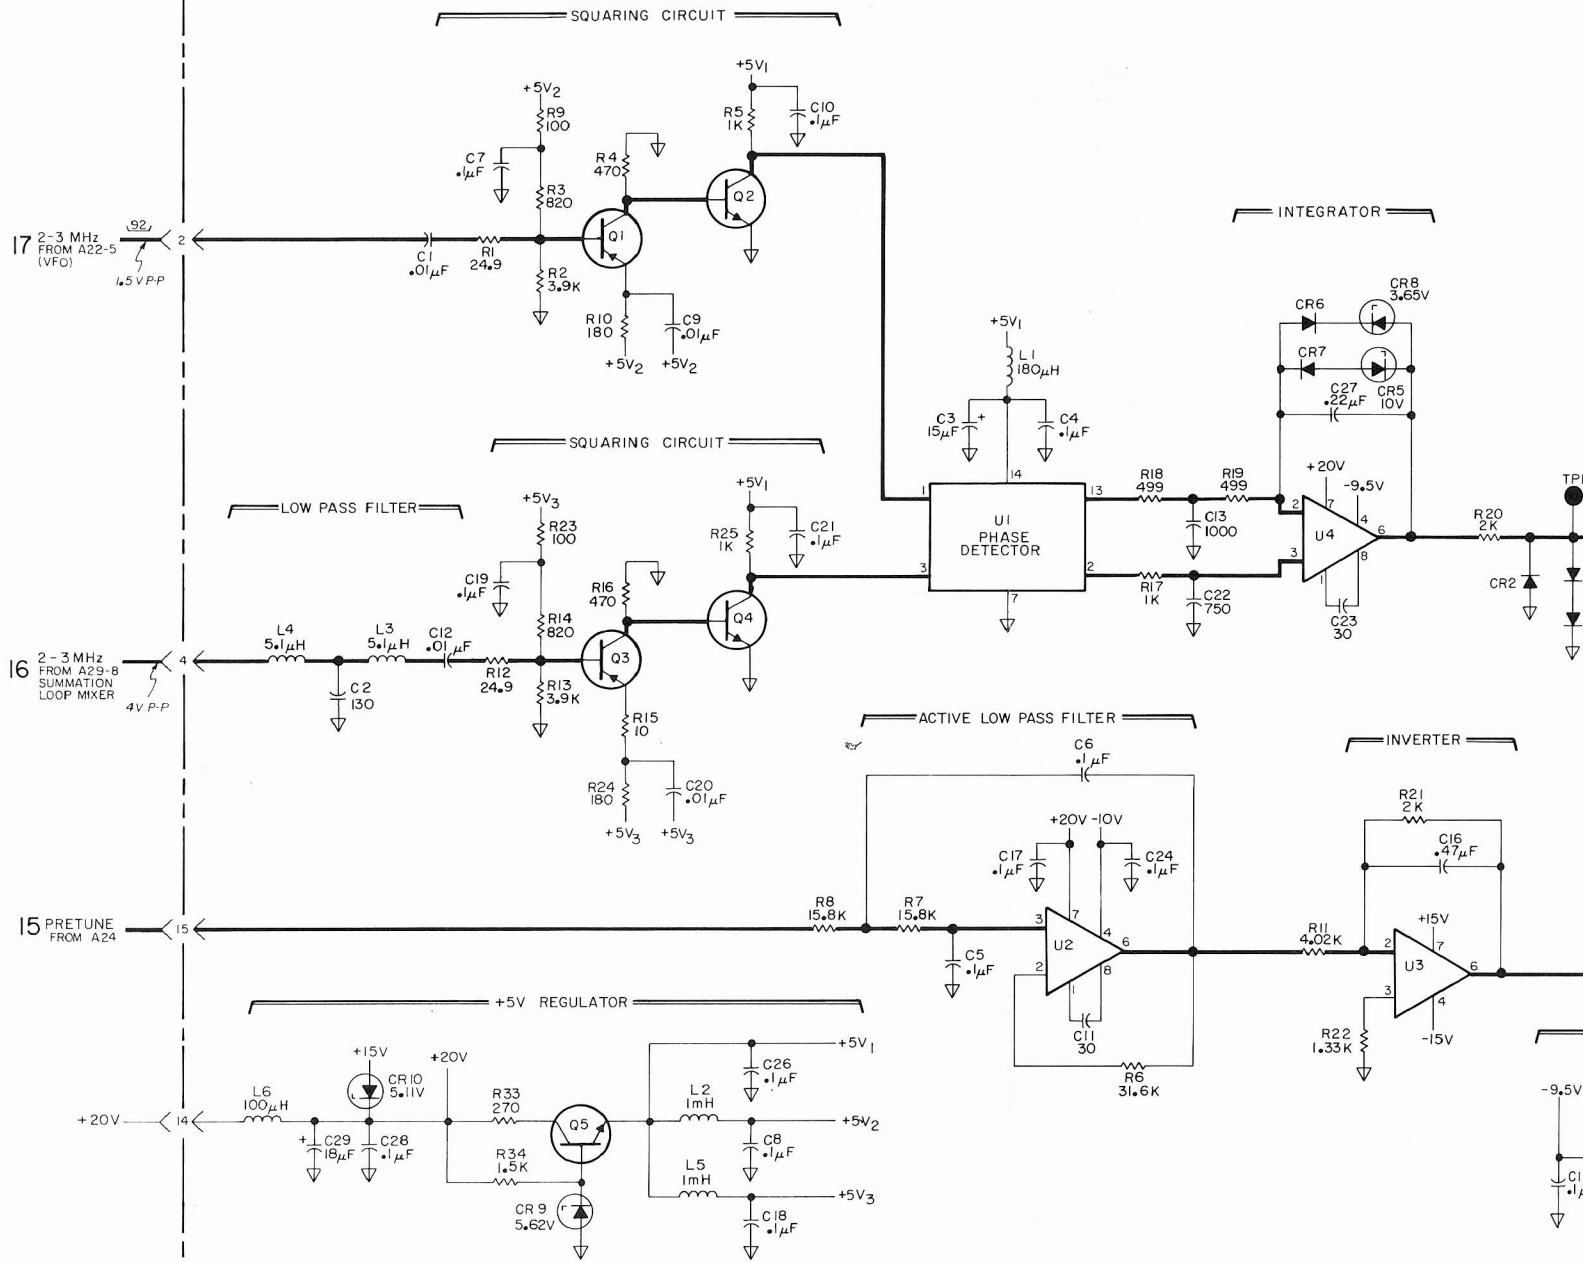 SQUARING CIRCUIT
+5V1
+5V2
R9
100
R5
1K
C10
.1µF
C7
.1µF
R4
470
R3
820
Q2
Q1
17
2-3 MHz
FROM A22-5
(VFO)
92
2
1.5V P-P
C1
.01µF
R1
24.9
R2
3.9K
R10
180
C9
.01µF
+5V2
+5V2
INTEGRATOR
CR8
3.65V
CR6
CR7
CR5
10V
C27
.22µF
+5V1
L1
180µH
C3
15µF
+
C4
.1µF
14
SQUARING CIRCUIT
LOW PASS FILTER
+5V3
R23
100
+5V1
R25
1K
C21
.1µF
1
3
U1
PHASE
DETECTOR
13
2
7
R18
499
R19
499
C13
1000
R17
1K
C22
750
+20V
-9.5V
2
7
4
U4
6
3
1
8
C23
30
R20
2K
CR2
TP1
C19
.1µF
R16
470
R14
820
Q4
Q3
16
2-3 MHz
FROM A29-8
SUMMATION
LOOP MIXER
4
4V P-P
L4
5.1µH
L3
5.1µH
C12
.01µF
C2
130
R12
24.9
R13
3.9K
R15
10
R24
180
C20
.01µF
+5V3
+5V3
ACTIVE LOW PASS FILTER
C6
.1µF
+20V
-10V
C17
.1µF
C24
.1µF
INVERTER
R21
2K
C16
.47µF
15
PRETUNE
FROM A24
15
R8
15.8K
R7
15.8K
C5
.1µF
3
7
4
U2
6
2
8
1
C11
30
R6
31.6K
R11
4.02K
+15V
2
7
U3
6
3
4
-15V
R22
1.33K
+5V REGULATOR
+15V
CR10
5.11V
+20V
+20V
14
L6
100µH
+
C29
18µF
C28
.1µF
R33
270
R34
1.5K
Q5
CR9
5.62V
+5V1
C26
.1µF
L2
1mH
+5V2
C8
.1µF
L5
1mH
+5V3
C18
.1µF
-9.5V